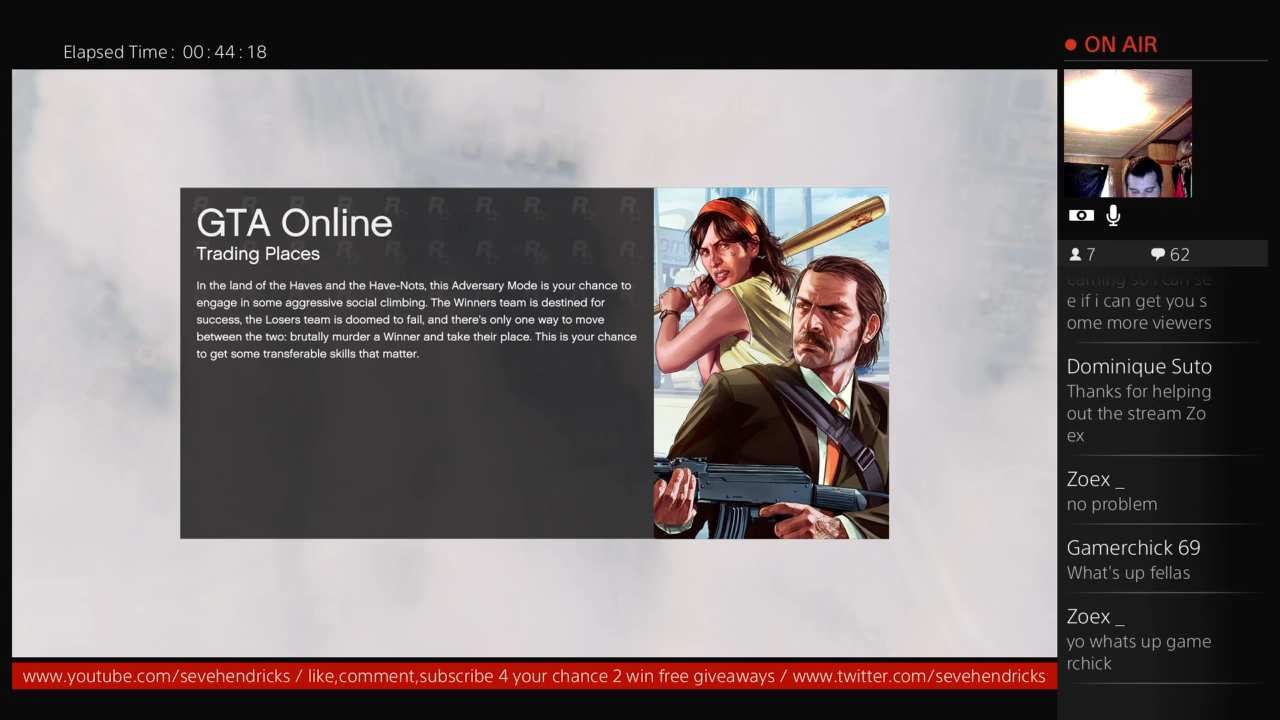 Elapsed Time: 00:44:18
ON AIR
GTA Online
Trading Places
In the land of the Haves and the Have-Nots, this Adversary Mode is your chance to
engage in some aggressive social climbing. The Winners team is destined for
success, the Losers team is doomed to fail, and there's only one way to move
between the two: brutally murder a Winner and take their place. This is your chance
to get some transferable skills that matter.
7
62
eaming so i can se
e if i can get you s
ome more viewers
Dominique Suto
Thanks for helping
out the stream Zo
ex
Zoex _
no problem
Gamerchick 69
What's up fellas
Zoex _
yo whats up game
rchick
www.youtube.com/sevehendricks / like,comment,subscribe 4 your chance 2 win free giveaways / www.twitter.com/sevehendricks